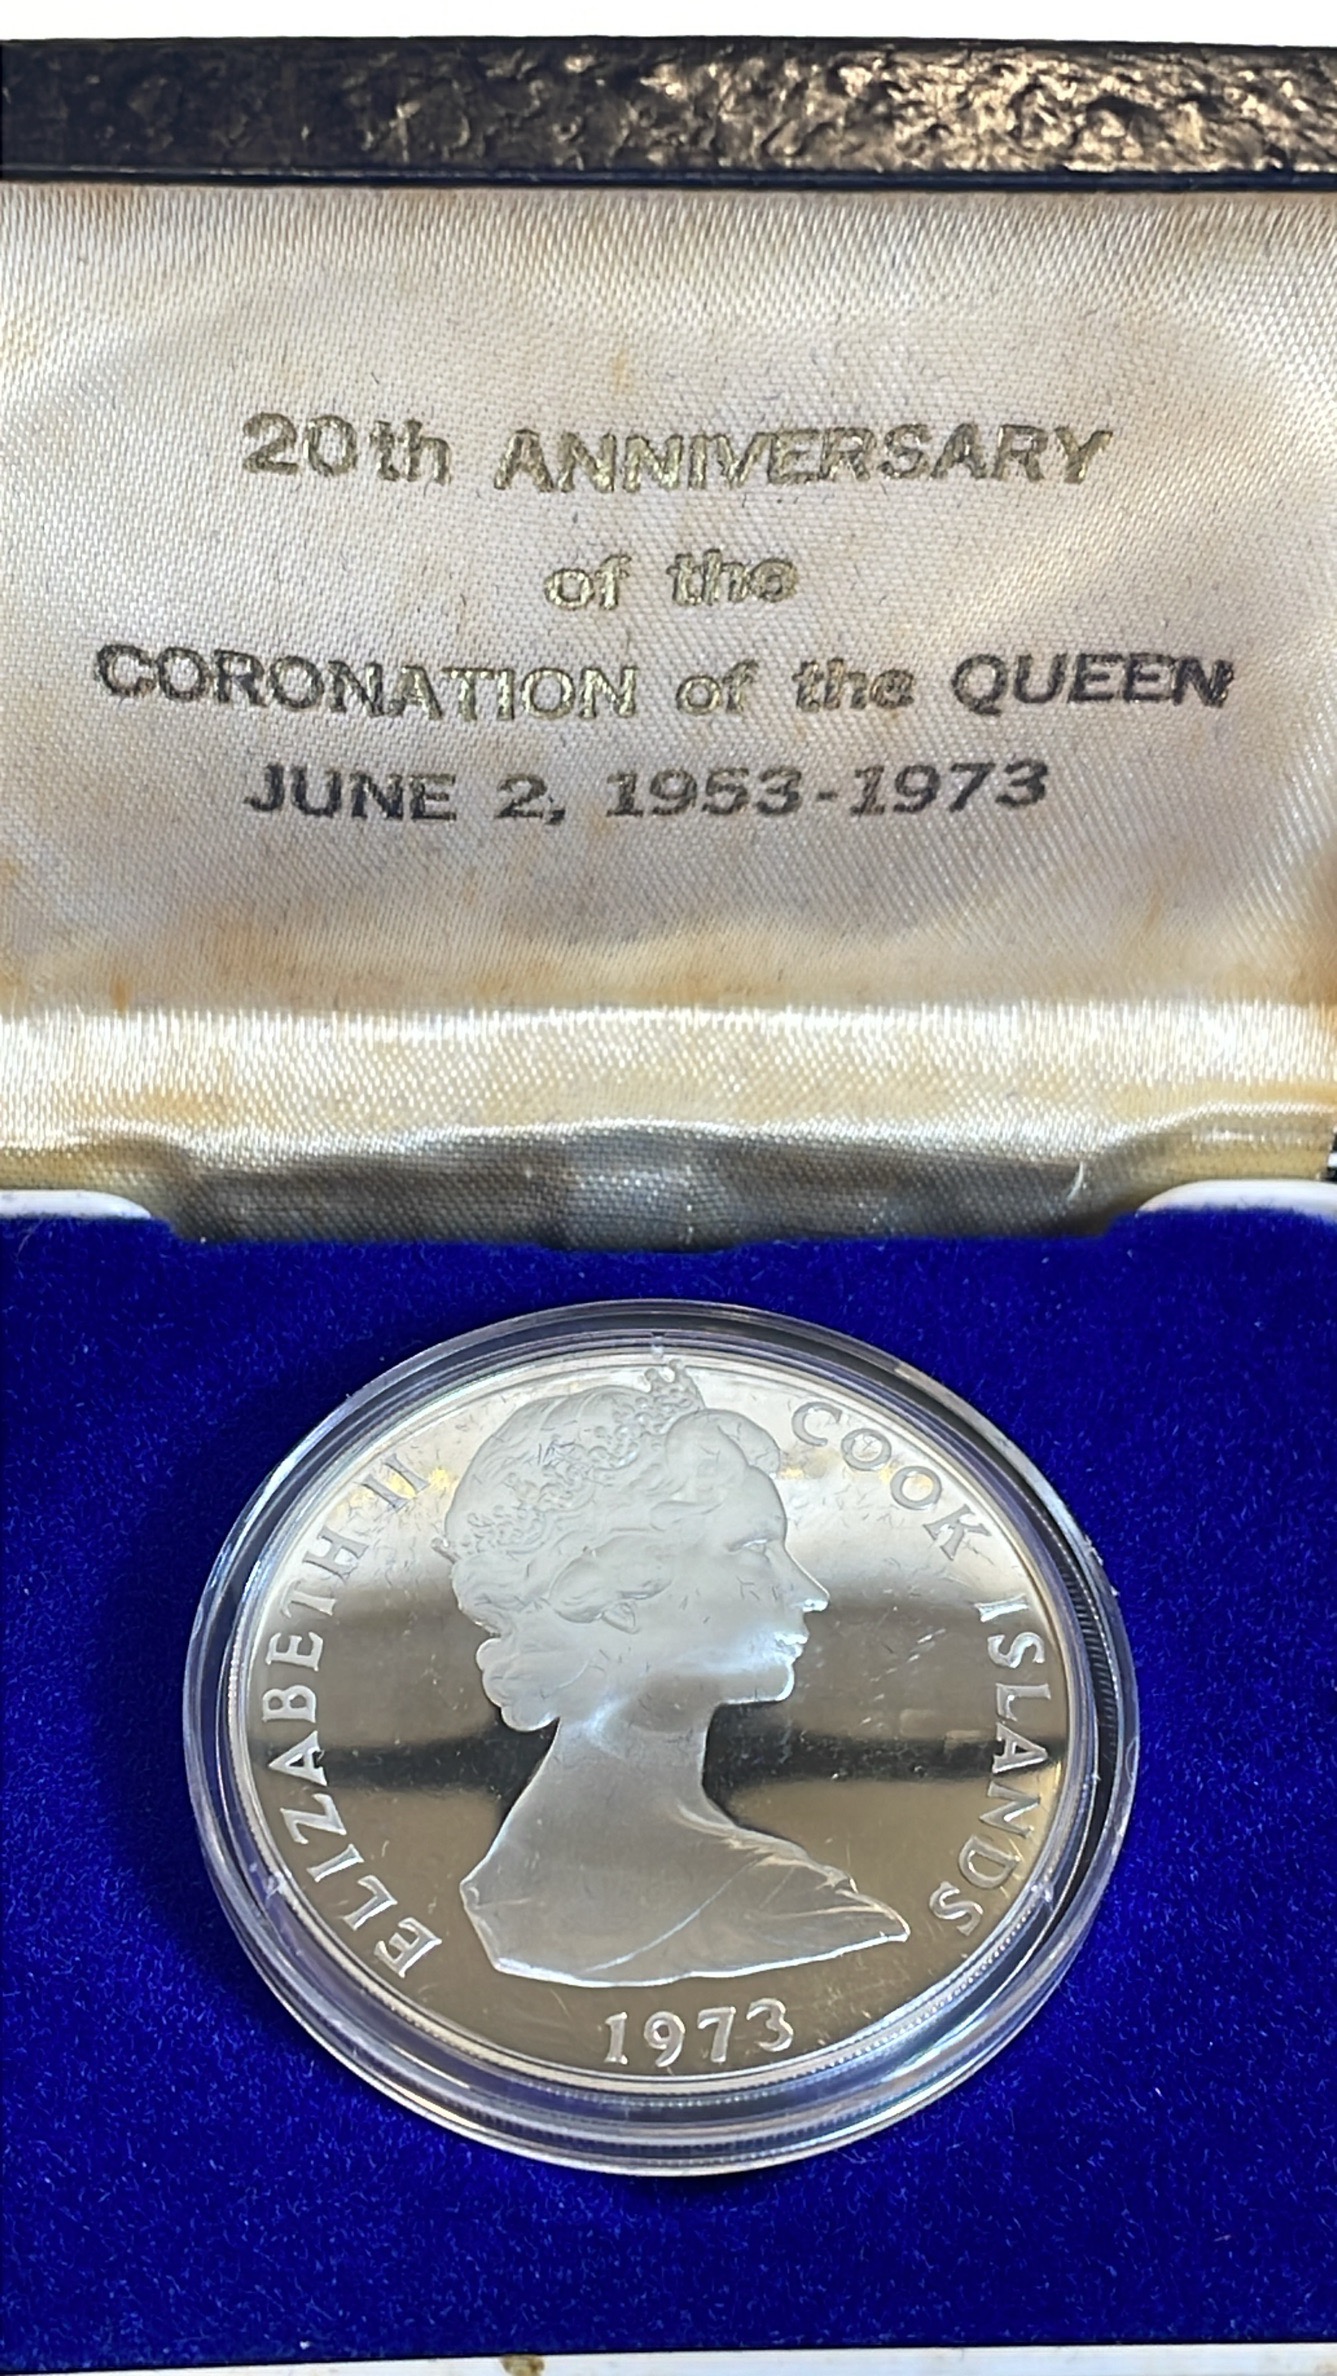 20th ANNIVERSARY
of the
CORONATION of the QUEEN
JUNE 2, 1953-1973
ELIZABETH II
COOK ISLANDS
1973